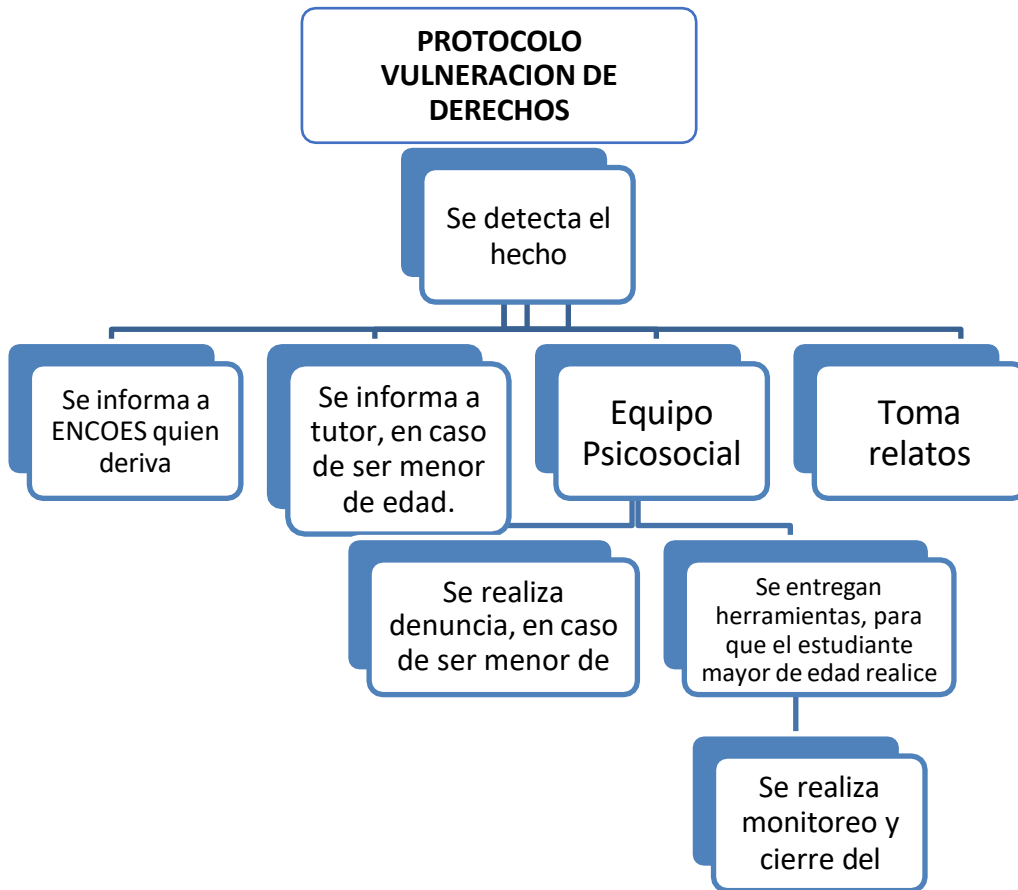 PROTOCOLO
VULNERACION DE
DERECHOS
Se detecta el
hecho
Se informa a
ENCOES quien
deriva
Se informa a
tutor, en caso
de ser menor
de edad.
Equipo
Psicosocial
Toma
relatos
Se realiza
denuncia, en caso
de ser menor de
Se entregan
herramientas, para
que el estudiante
mayor de edad realice
Se realiza
monitoreo y
cierre del